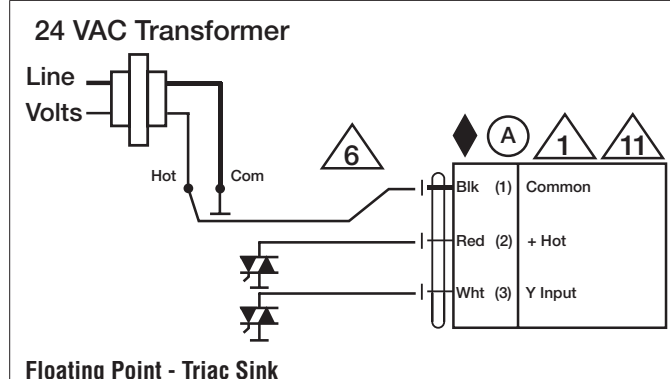 24 VAC Transformer
Line
Volts
Hot
Com
6
A
1
11
Blk (1) Common
Red (2) + Hot
Wht (3) Y Input
Floating Point - Triac Sink